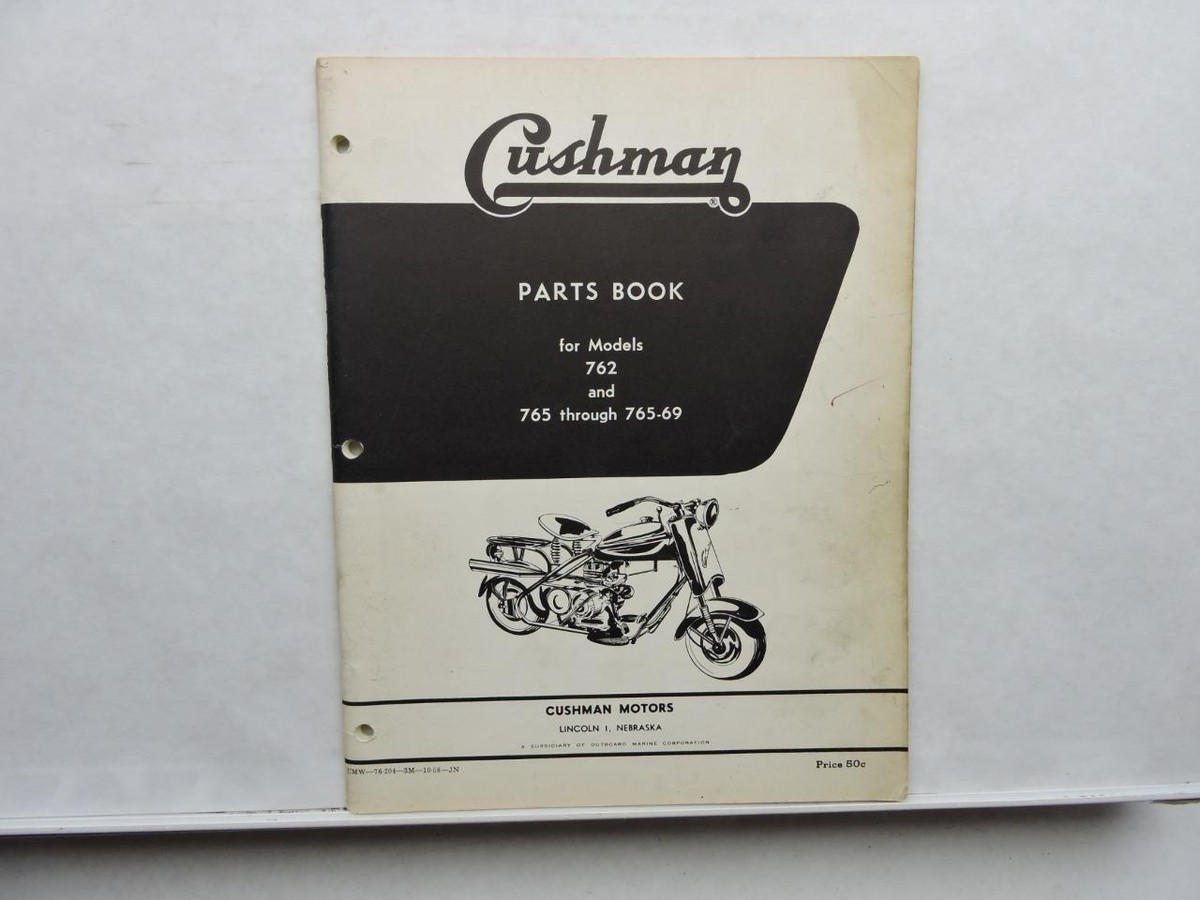 Cushman
®
PARTS BOOK
for Models
762
and
765 through 765-69
CUSHMAN MOTORS
LINCOLN 1, NEBRASKA
A SUBSIDIARY OF OUTBOARD MARINE CORPORATION
Price 50c